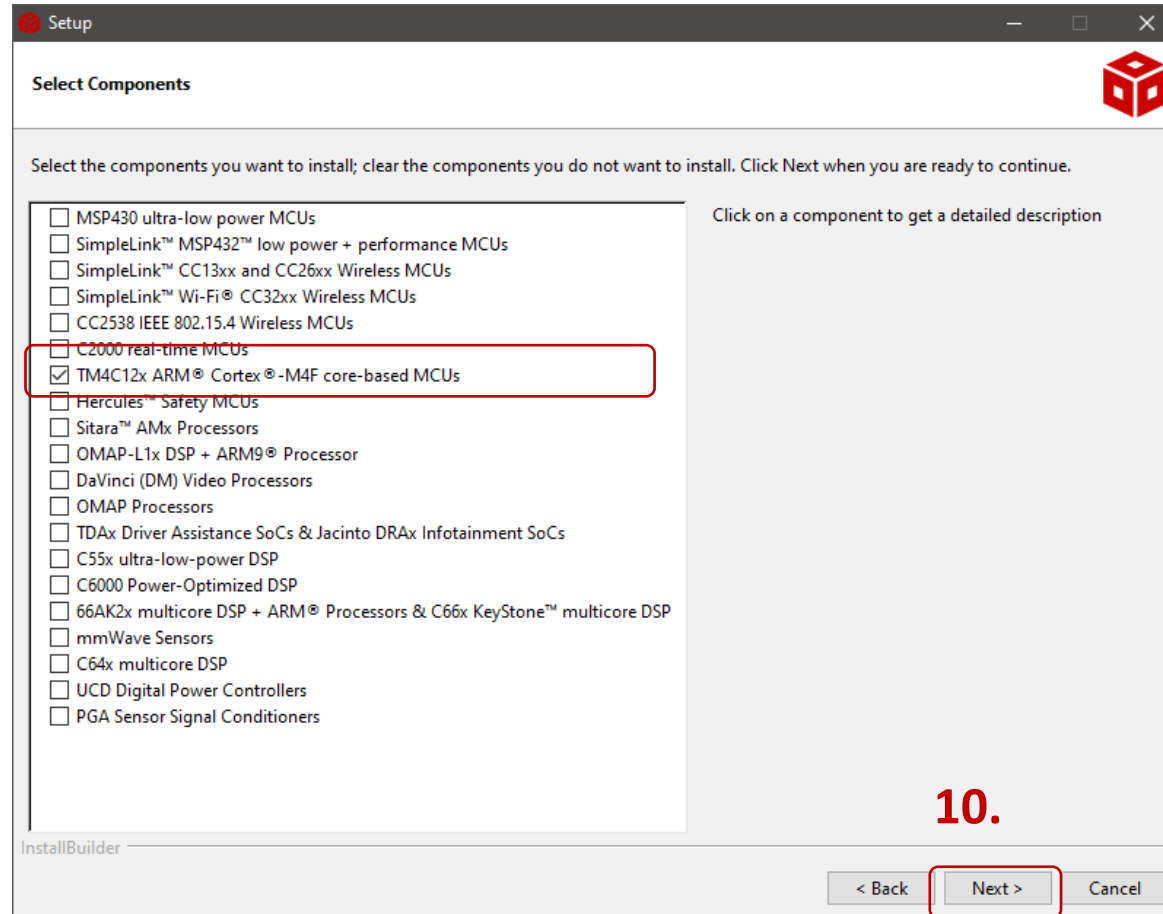 Setup
Select Components
Select the components you want to install; clear the components you do not want to install. Click Next when you are ready to continue.
MSP430 ultra-low power MCUs
SimpleLink™ MSP432™ low power + performance MCUs
SimpleLink™ CC13xx and CC26xx Wireless MCUs
SimpleLink™ Wi-Fi® CC32xx Wireless MCUs
CC2538 IEEE 802.15.4 Wireless MCUs
C2000 real-time MCUs
TM4C12x ARM® Cortex®-M4F core-based MCUs
Hercules™ Safety MCUs
Sitara™ AMx Processors
OMAP-L1x DSP + ARM9® Processor
DaVinci (DM) Video Processors
OMAP Processors
TDAx Driver Assistance SoCs & Jacinto DRAx Infotainment SoCs
C55x ultra-low-power DSP
C6000 Power-Optimized DSP
66AK2x multicore DSP + ARM® Processors & C66x KeyStone™ multicore DSP
mmWave Sensors
C64x multicore DSP
UCD Digital Power Controllers
PGA Sensor Signal Conditioners
Click on a component to get a detailed description
10.
InstallBuilder
< Back
Next >
Cancel